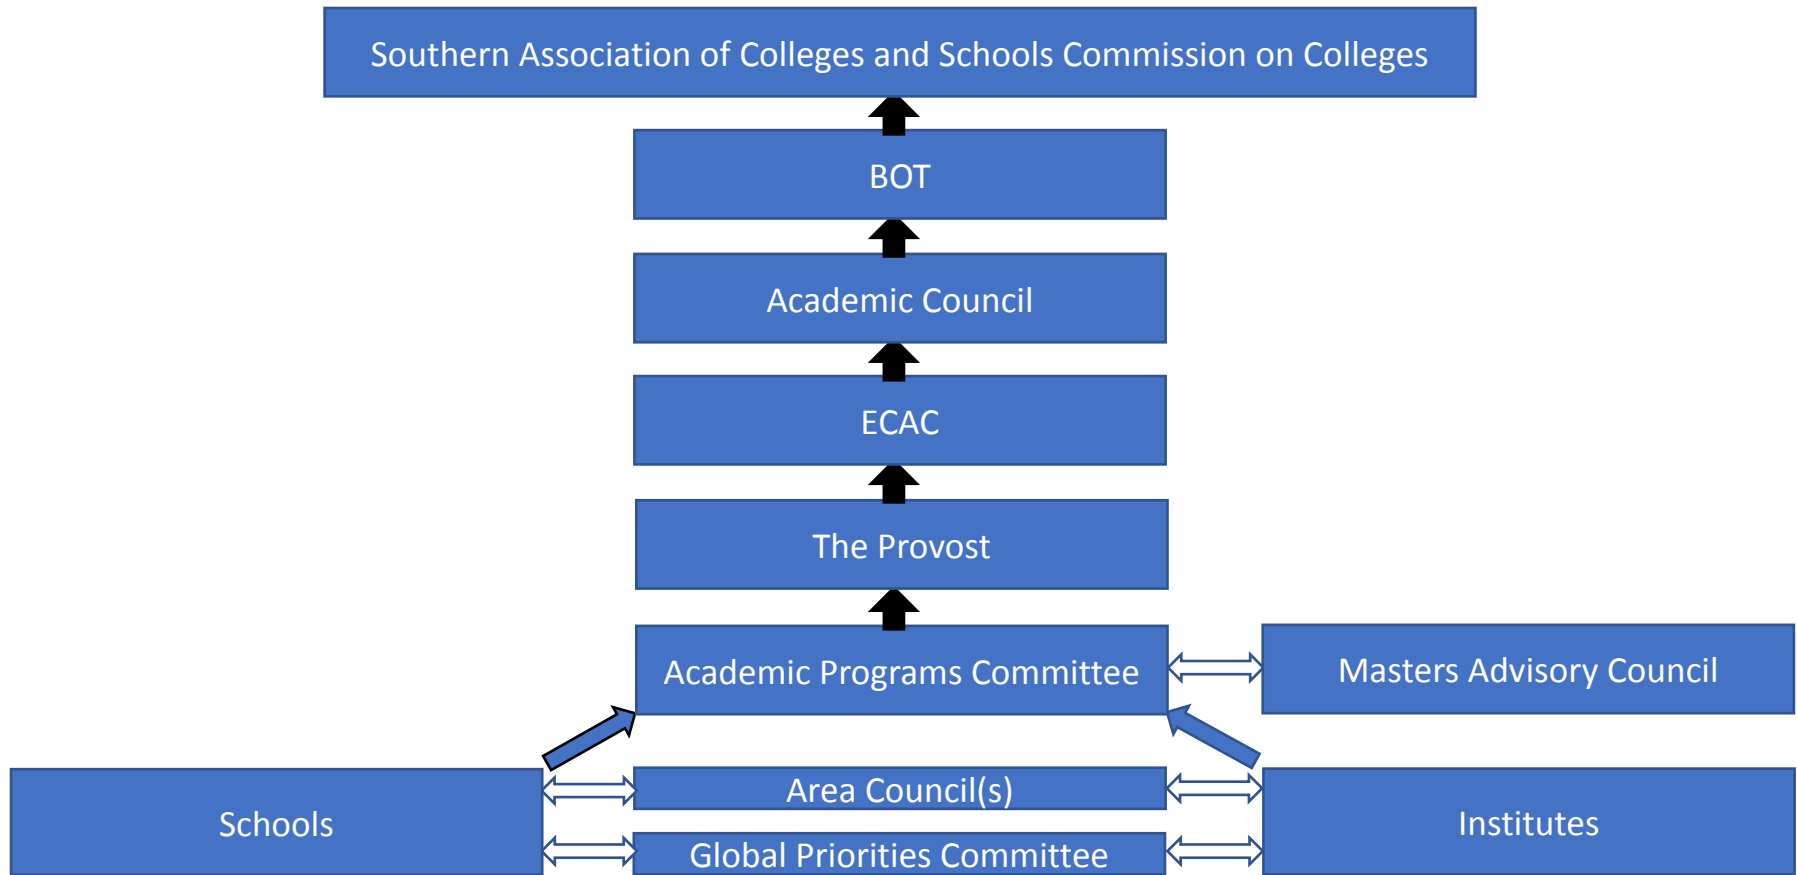 Southern Association of Colleges and Schools Commission on Colleges
BOT
Academic Council
ECAC
The Provost
Academic Programs Committee
Masters Advisory Council
Schools
Area Council(s)
Global Priorities Committee
Institutes